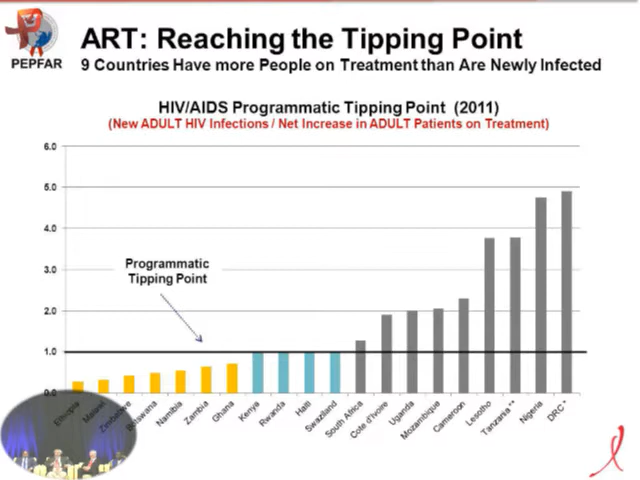 PEPFAR
ART: Reaching the Tipping Point
9 Countries Have more People on Treatment than Are Newly Infected
HIV/AIDS Programmatic Tipping Point (2011)
(New ADULT HIV Infections / Net Increase in ADULT Patients on Treatment)
6.0
5.0
4.0
3.0
2.0
1.0
0.0
Programmatic
Tipping Point
Ethiopia
Malawi
Zimbabwe
Botswana
Namibia
Zambia
Ghana
Kenya
Rwanda
Haiti
Swaziland
South Africa
Cote d'Ivoire
Uganda
Mozambique
Cameroon
Lesotho
Tanzania **
Nigeria
DRC *